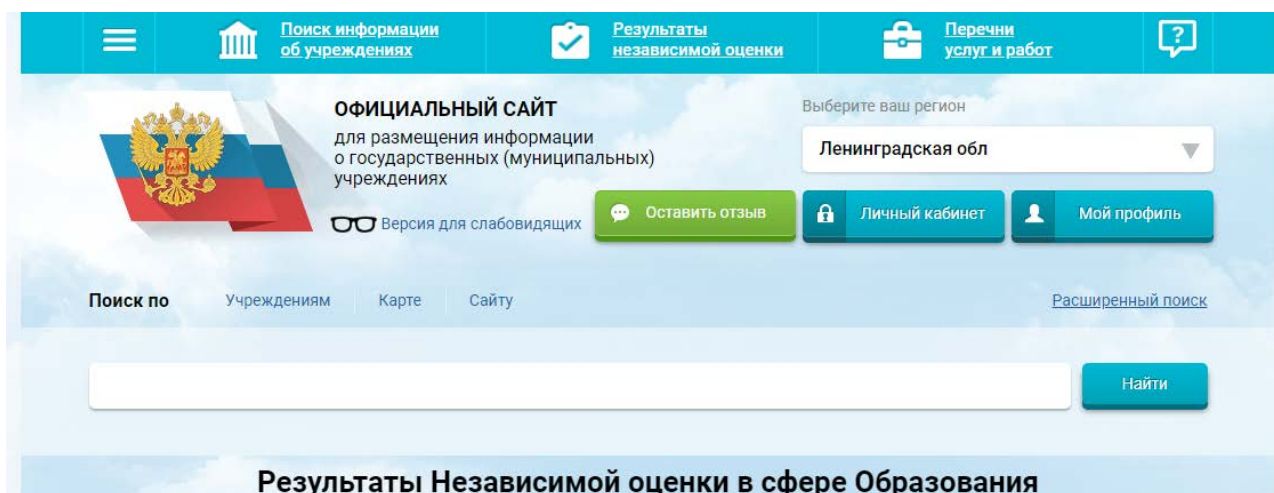 Поиск информации
об учреждениях
Результаты
независимой оценки
Перечни
услуг и работ
?
ОФИЦИАЛЬНЫЙ САЙТ
для размещения информации
о государственных (муниципальных)
учреждениях
Версия для слабовидящих
Оставить отзыв
Выберите ваш регион
Ленинградская обл
Личный кабинет
Мой профиль
Поиск по Учреждениям Карте Сайту Расширенный поиск
Найти
Результаты Независимой оценки в сфере Образования